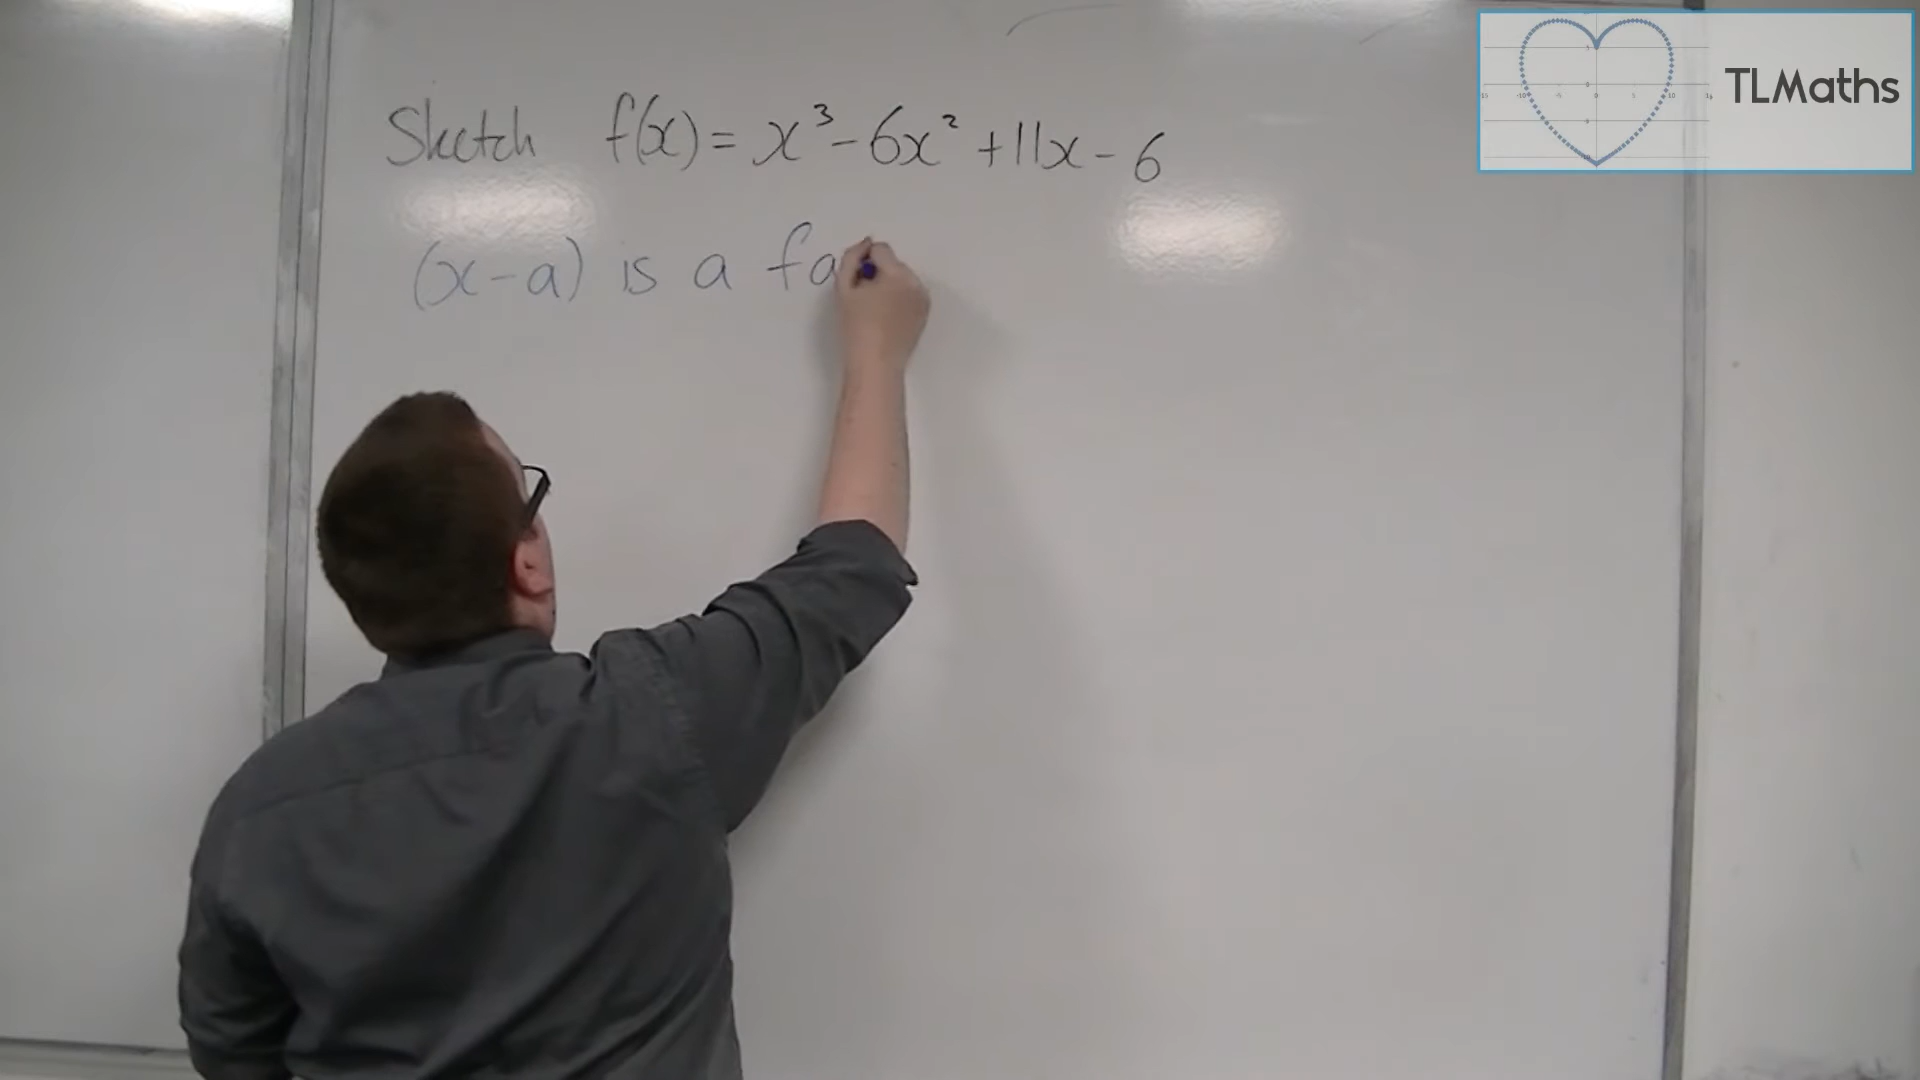 TLMaths
Sketch f(x) = x³ - 6x² + 11x - 6
(x-a) is a fa